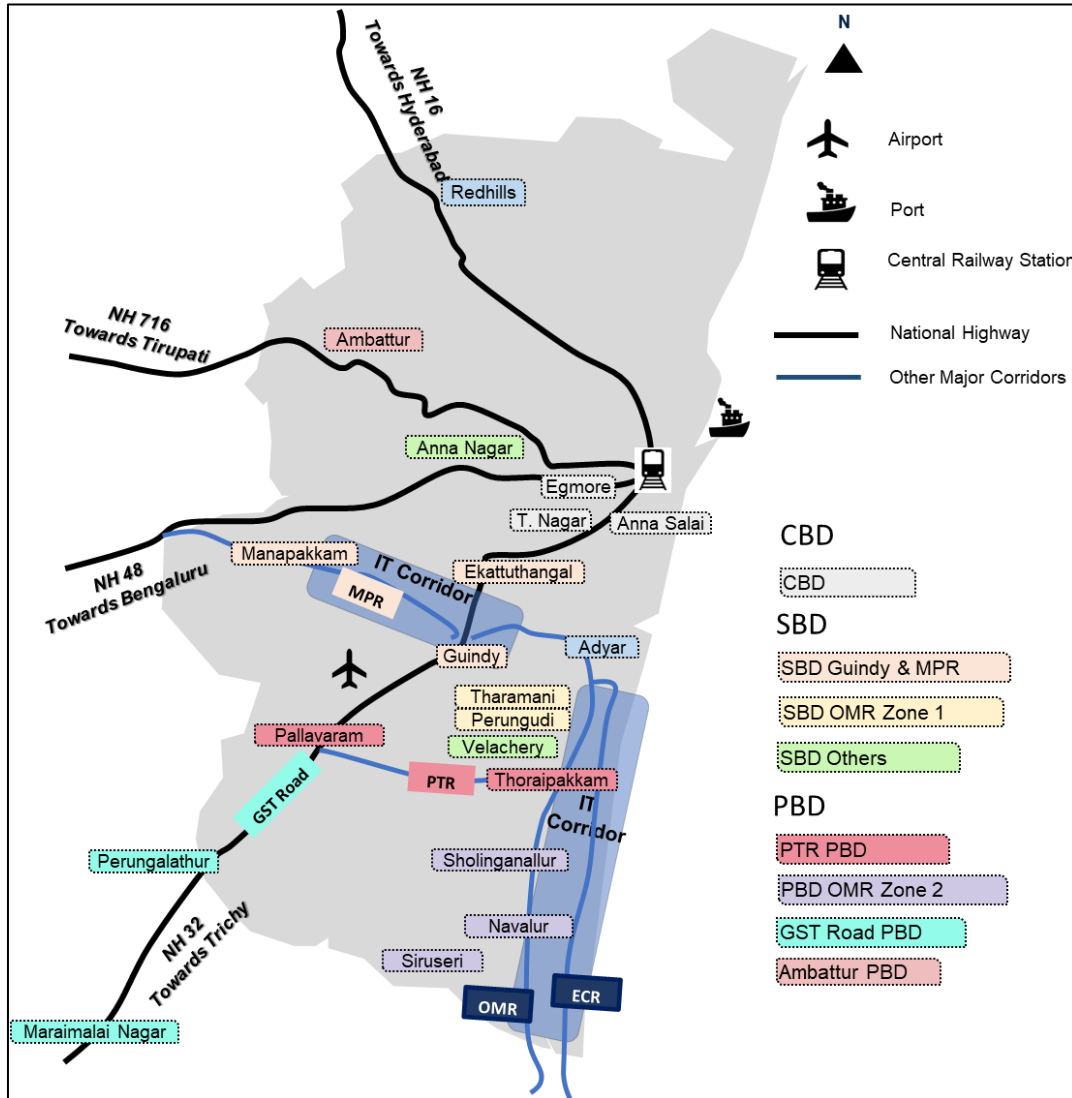 N
NH 16
Towards Hyderabad
Airport
Redhills
Port
Central Railway Station
NH 716
Towards Tirupati
Ambattur
National Highway
Other Major Corridors
Anna Nagar
Egmore
T. Nagar
Anna Salai
NH 48
Towards Bengaluru
Manapakkam
IT Corridor
MPR
Ekattuthangal
Guindy
Adyar
Tharamani
Perungudi
Velachery
Pallavaram
PTR
Thoraipakkam
GST Road
IT
Corridor
Perungalathur
Sholinganallur
NH 32
Towards Trichy
Navalur
Siruseri
OMR
ECR
Maraimalai Nagar
CBD
CBD
SBD
SBD Guindy & MPR
SBD OMR Zone 1
SBD Others
PBD
PTR PBD
PBD OMR Zone 2
GST Road PBD
Ambattur PBD